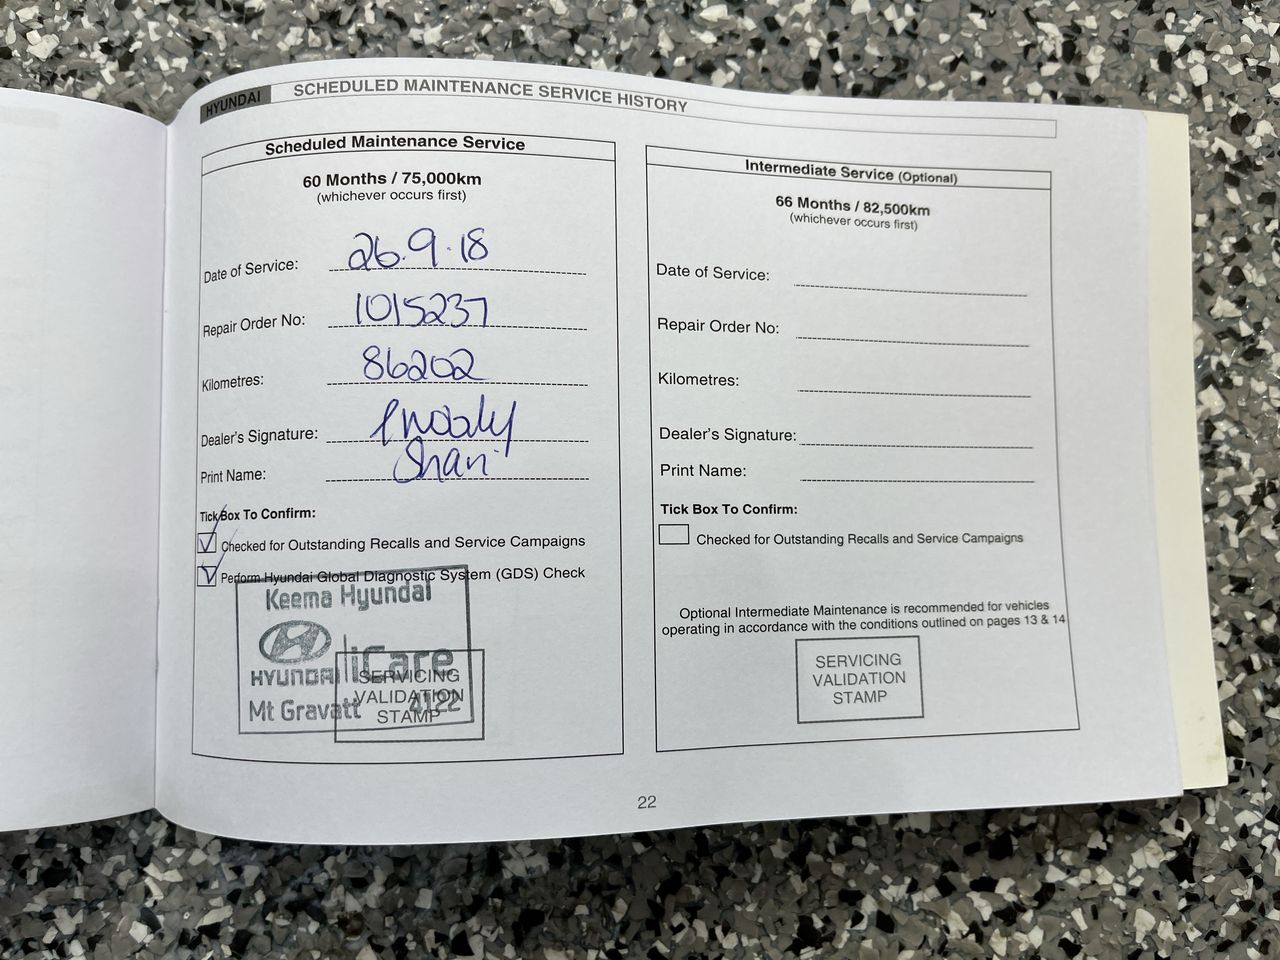 HYUNDAI
SCHEDULED MAINTENANCE SERVICE HISTORY
Scheduled Maintenance Service
60 Months / 75,000km
(whichever occurs first)
Date of Service: 26.9.18
Repair Order No: 1015237
Kilometres: 86202
Dealer's Signature:
Print Name: Shari
Tick Box To Confirm:
Checked for Outstanding Recalls and Service Campaigns
Perform Hyundai Global Diagnostic System (GDS) Check
Keema Hyundai
HYUNDAI iCare
Mt Gravatt 4122
SERVICING
VALIDATION
STAMP
Intermediate Service (Optional)
66 Months / 82,500km
(whichever occurs first)
Date of Service:
Repair Order No:
Kilometres:
Dealer's Signature:
Print Name:
Tick Box To Confirm:
Checked for Outstanding Recalls and Service Campaigns
Optional Intermediate Maintenance is recommended for vehicles
operating in accordance with the conditions outlined on pages 13 & 14
SERVICING
VALIDATION
STAMP
22